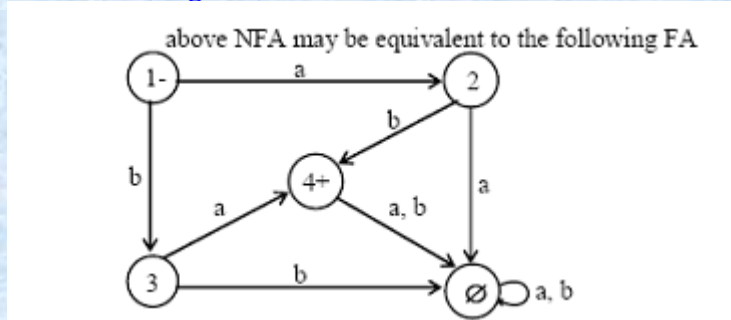 above NFA may be equivalent to the following FA
1-
a
2
b
b
4+
a
a
a, b
3
b
Ø
a, b